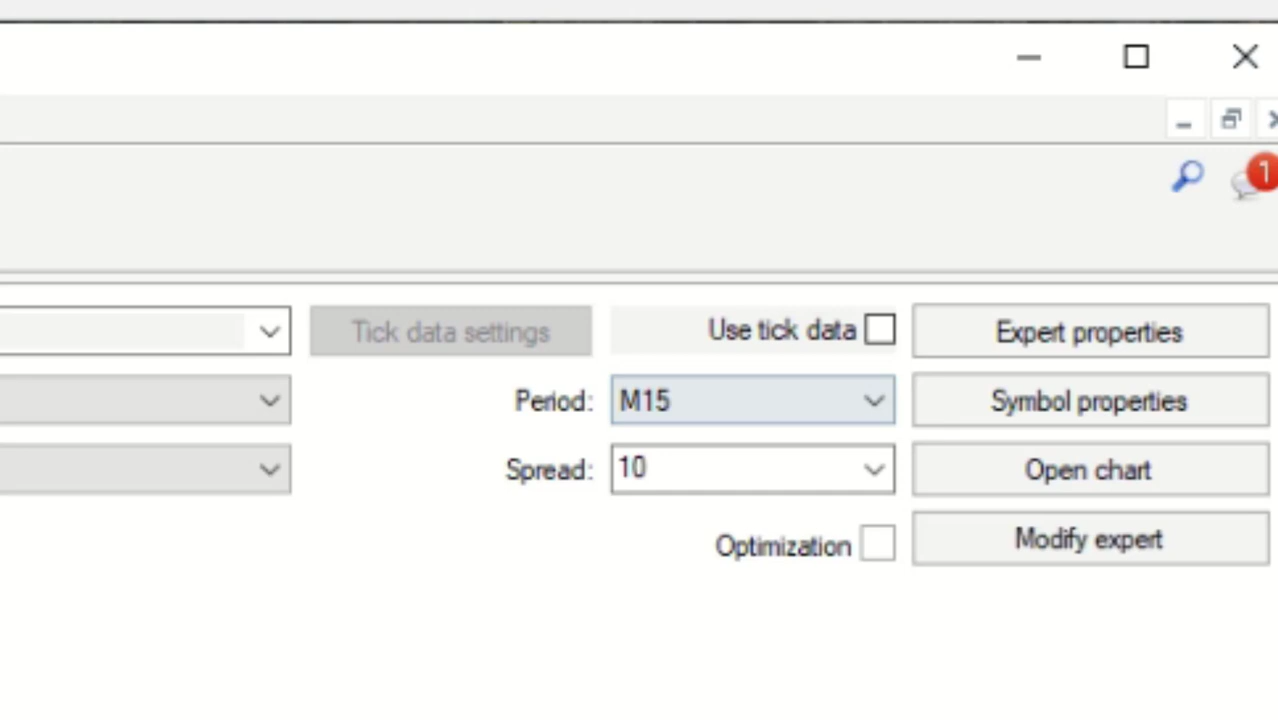 1
Tick data settings Use tick data Expert properties
Period: M15 Symbol properties
Spread: 10 Open chart
Optimization Modify expert